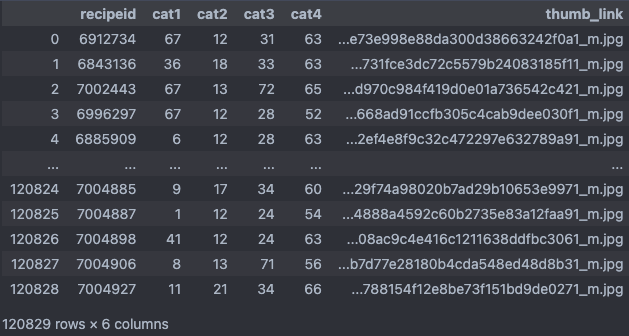 recipeid cat1 cat2 cat3 cat4 thumb_link
0 6912734 67 12 31 63 ...e73e998e88da300d38663242f0a1_m.jpg
1 6843136 36 18 33 63 ...731fce3dc72c5579b24083185f11_m.jpg
2 7002443 67 13 72 65 ...d970c984f419d0e01a736542c421_m.jpg
3 6996297 67 12 28 52 ...668ad91ccfb305c4cab9dee030f1_m.jpg
4 6885909 6 12 28 63 ...2ef4e8f9c32c472297e632789a91_m.jpg
... ... ... ... ... ... ...
120824 7004885 9 17 34 60 ...29f74a98020b7ad29b10653e9971_m.jpg
120825 7004887 1 12 24 54 ...4888a4592c60b2735e83a12faa91_m.jpg
120826 7004898 41 12 24 63 ...08ac9c4e416c1211638ddfbc3061_m.jpg
120827 7004906 8 13 71 56 ...b7d77e28180b4cda548ed48d8b31_m.jpg
120828 7004927 11 21 34 66 ...788154f12e8be73f151bd9de0271_m.jpg
120829 rows × 6 columns